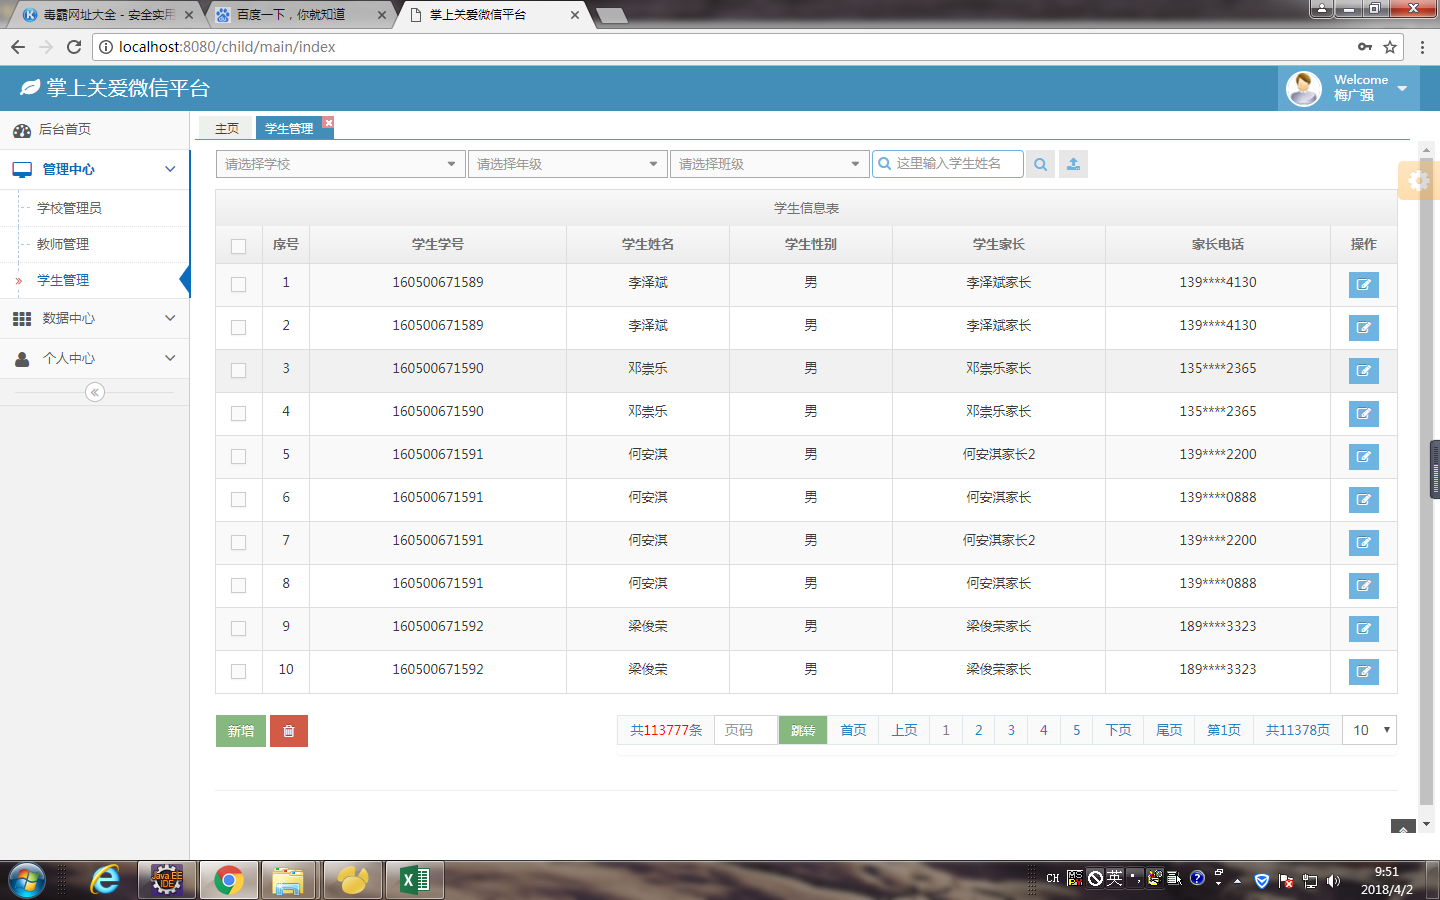 毒霸网址大全 - 安全实用
百度一下，你就知道
掌上关爱微信平台
localhost:8080/child/main/index
掌上关爱微信平台
Welcome
梅广强
后台首页
管理中心
学校管理员
教师管理
学生管理
数据中心
个人中心
主页
学生管理
请选择学校
请选择年级
请选择班级
这里输入学生姓名
学生信息表
序号 学生学号 学生姓名 学生性别 学生家长 家长电话 操作
1 160500671589 李泽斌 男 李泽斌家长 139****4130
2 160500671589 李泽斌 男 李泽斌家长 139****4130
3 160500671590 邓崇乐 男 邓崇乐家长 135****2365
4 160500671590 邓崇乐 男 邓崇乐家长 135****2365
5 160500671591 何安淇 男 何安淇家长2 139****2200
6 160500671591 何安淇 男 何安淇家长 139****0888
7 160500671591 何安淇 男 何安淇家长2 139****2200
8 160500671591 何安淇 男 何安淇家长 139****0888
9 160500671592 梁俊荣 男 梁俊荣家长 189****3323
10 160500671592 梁俊荣 男 梁俊荣家长 189****3323
新增
共113777条 页码 跳转 首页 上页 1 2 3 4 5 下页 尾页 第1页 共11378页 10
Java EE
IDE
CH
英
9:51
2018/4/2